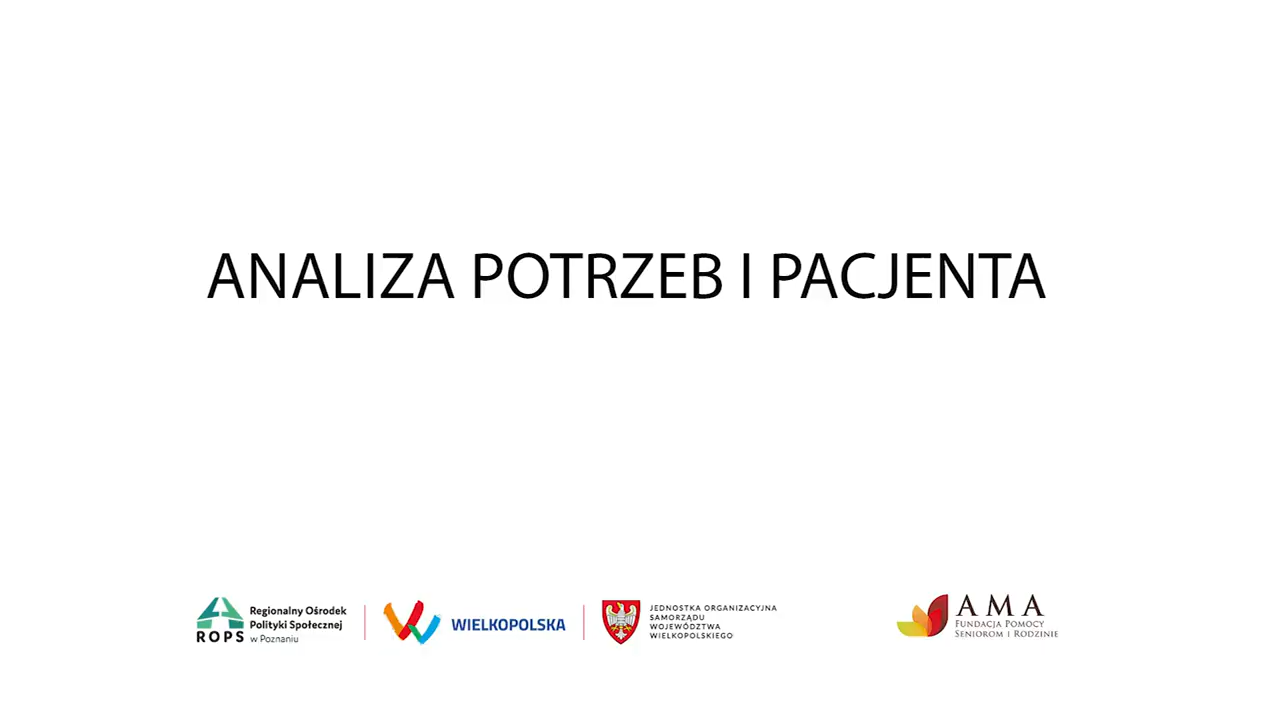 ANALIZA POTRZEB I PACJENTA
ROPS
Regionalny Ośrodek
Polityki Społecznej
w Poznaniu
WIELKOPOLSKA
JEDNOSTKA ORGANIZACYJNA
SAMORZĄDU
WOJEWÓDZTWA
WIELKOPOLSKIEGO
AMA
FUNDACJA POMOCY
SENIOROM I RODZINIE